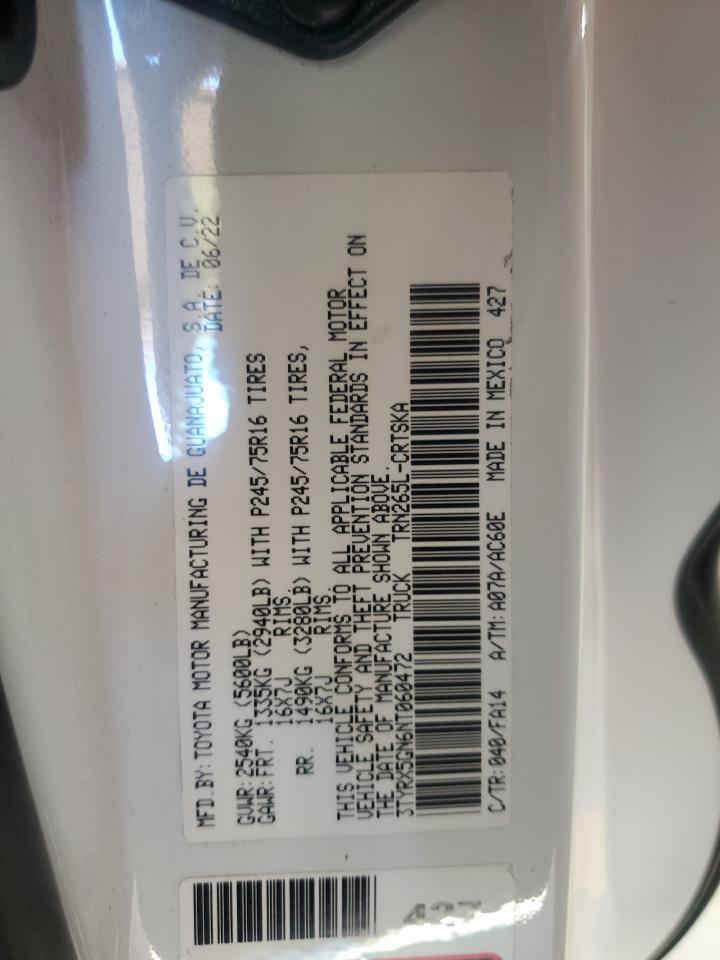 MFD.BY: TOYOTA MOTOR MANUFACTURING DE GUANAJUATO, S.A. DE C.V.
DATE: 06/22
GVWR: 2540KG (5600LB)
GAWR: FRT. 1335KG (2940LB) WITH P245/75R16 TIRES
16X7J RIMS.
RR. 1490KG (3280LB) WITH P245/75R16 TIRES,
16X7J RIMS.
THIS VEHICLE CONFORMS TO ALL APPLICABLE FEDERAL MOTOR
VEHICLE SAFETY AND THEFT PREVENTION STANDARDS IN EFFECT ON
THE DATE OF MANUFACTURE SHOWN ABOVE.
3TYRX5GN6NT060472 TRUCK TRN265L-CRTSKA
C/TR: 040/FA14 A/TM: A07A/AC60E MADE IN MEXICO 427